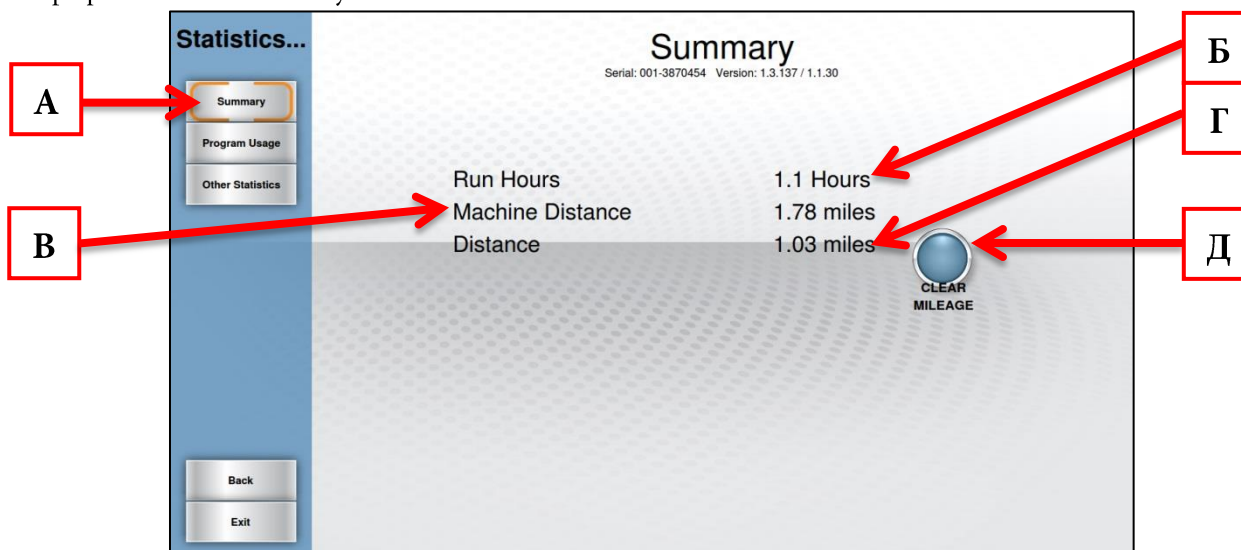 Statistics...
Summary
Serial: 001-3870454 Version: 1.3.137 / 1.1.30
Б
А
Summary
Г
Program Usage
Run Hours 1.1 Hours
Other Statistics
Machine Distance 1.78 miles
В
Distance 1.03 miles
Д
CLEAR
MILEAGE
Back
Exit